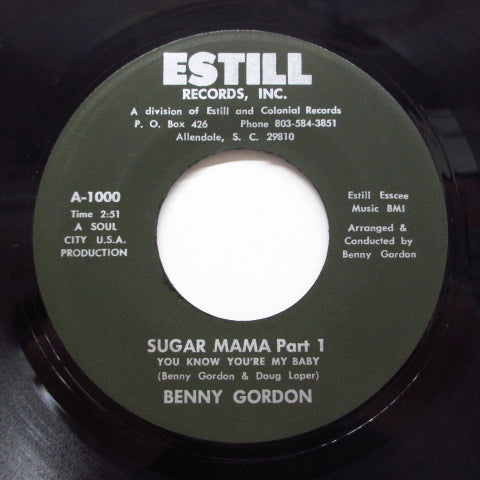 ESTILL
RECORDS, INC.
A division of Estill and Colonial Records
P. O. Box 426 Phone 803-584-3851
Allendale, S. C. 29810
A-1000
Time 2:51
A SOUL
CITY U.S.A.
PRODUCTION
Estill Esscee
Music BMI
Arranged &
Conducted by
Benny Gordon
SUGAR MAMA Part 1
YOU KNOW YOU'RE MY BABY
(Benny Gordon & Doug Loper)
BENNY GORDON